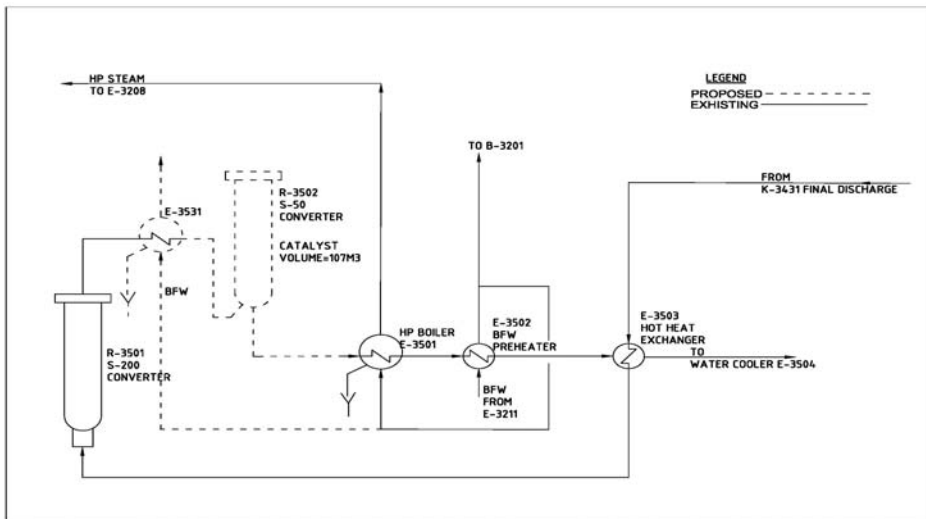 HP STEAM
TO E-3208
LEGEND
PROPOSED
EXHISTING
TO B-3201
FROM
K-3431 FINAL DISCHARGE
R-3502
S-50
CONVERTER
CATALYST
VOLUME=107M3
E-3531
BFW
HP BOILER
E-3501
E-3502
BFW
PREHEATER
E-3503
HOT HEAT
EXCHANGER
TO
WATER COOLER E-3504
R-3501
S-200
CONVERTER
BFW
FROM
E-3211